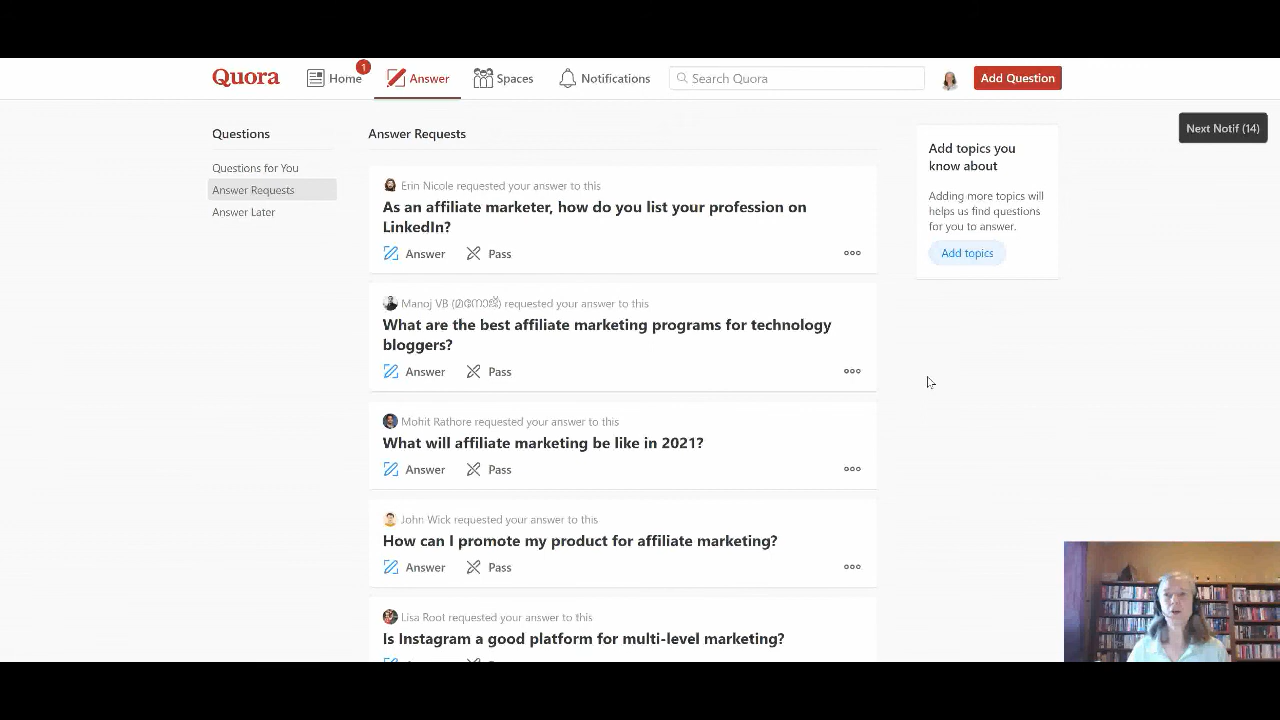 Quora
1
Home
Answer
Spaces
Notifications
Search Quora
Add Question
Next Notif (14)
Questions
Questions for You
Answer Requests
Answer Later
Answer Requests
Erin Nicole requested your answer to this
As an affiliate marketer, how do you list your profession on
LinkedIn?
Answer
Pass
Manoj VB (മനോജ്) requested your answer to this
What are the best affiliate marketing programs for technology
bloggers?
Answer
Pass
Mohit Rathore requested your answer to this
What will affiliate marketing be like in 2021?
Answer
Pass
John Wick requested your answer to this
How can I promote my product for affiliate marketing?
Answer
Pass
Lisa Root requested your answer to this
Is Instagram a good platform for multi-level marketing?
Add topics you
know about
Adding more topics will
helps us find questions
for you to answer.
Add topics